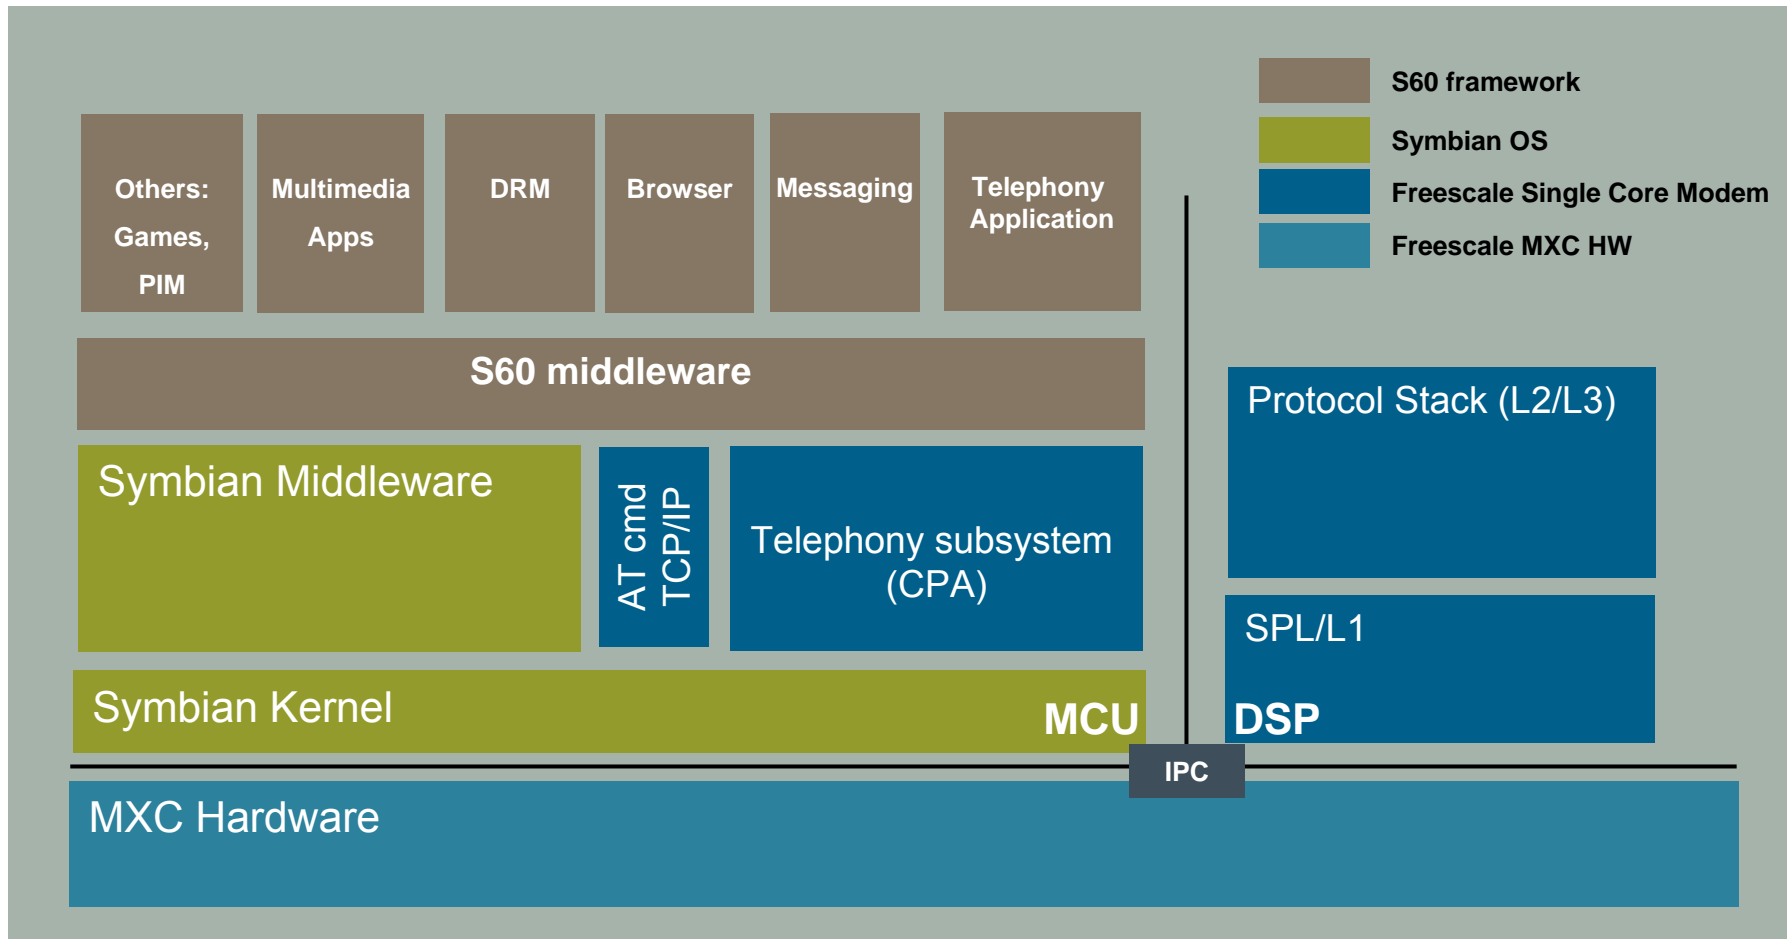 S60 framework
Symbian OS
Freescale Single Core Modem
Freescale MXC HW
Others:
Games,
PIM
Multimedia
Apps
DRM
Browser
Messaging
Telephony
Application
S60 middleware
Symbian Middleware
AT cmd
TCP/IP
Telephony subsystem
(CPA)
Protocol Stack (L2/L3)
SPL/L1
Symbian Kernel
MCU
DSP
IPC
MXC Hardware